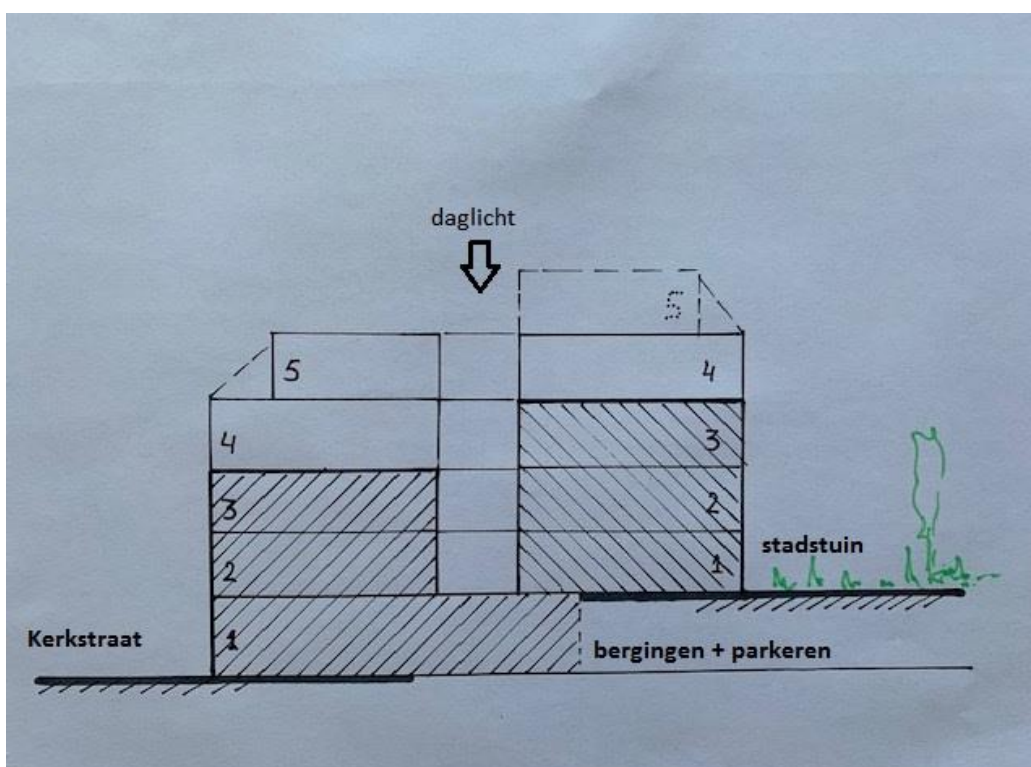 daglicht
5
5
4
4
3
3
2
2
1
stadstuin
1
Kerkstraat
bergingen + parkeren